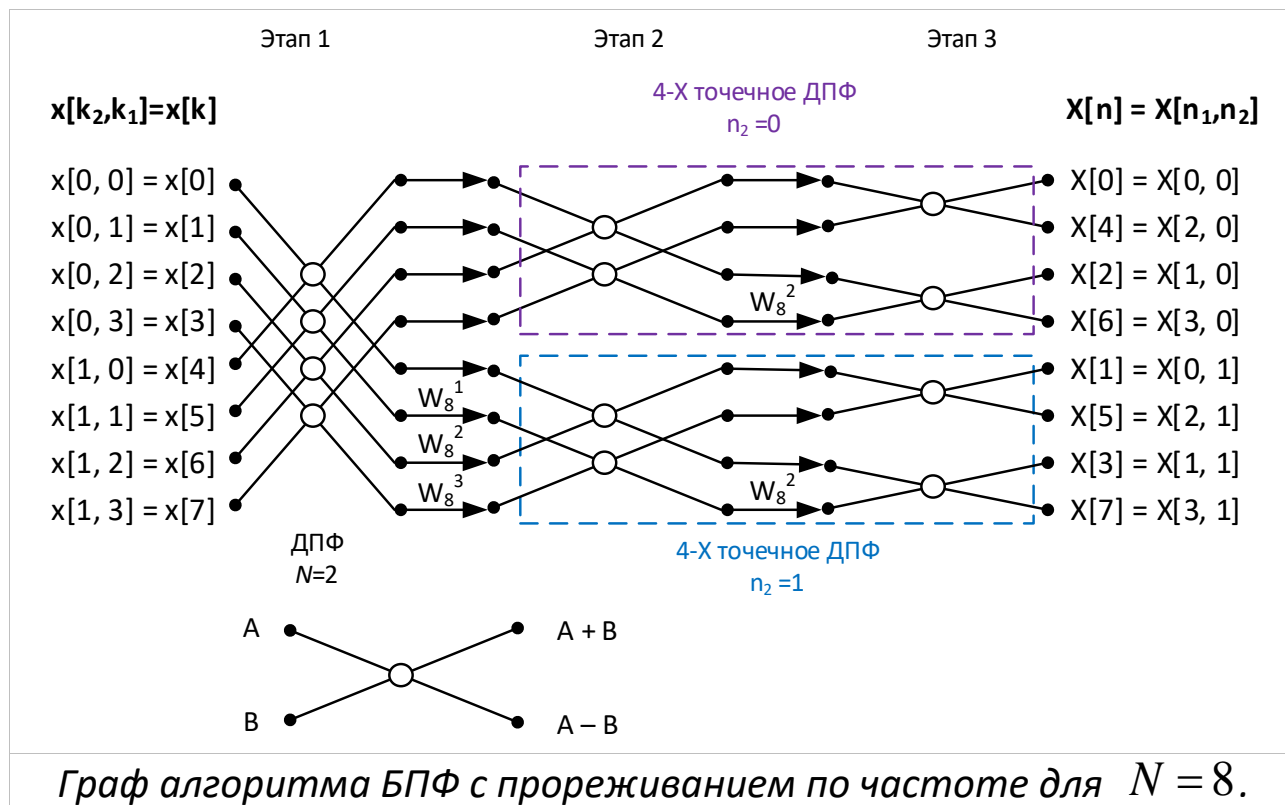 Этап 1 Этап 2 Этап 3
4-Х точечное ДПФ
n₂ =0
x[k₂,k₁]=x[k] X[n] = X[n₁,n₂]
x[0, 0] = x[0] X[0] = X[0, 0]
x[0, 1] = x[1] X[4] = X[2, 0]
x[0, 2] = x[2] X[2] = X[1, 0]
W₈²
x[0, 3] = x[3] X[6] = X[3, 0]
x[1, 0] = x[4] X[1] = X[0, 1]
W₈¹
x[1, 1] = x[5] X[5] = X[2, 1]
W₈²
x[1, 2] = x[6] X[3] = X[1, 1]
W₈³ W₈²
x[1, 3] = x[7] X[7] = X[3, 1]
ДПФ
N=2
4-Х точечное ДПФ
n₂ =1
A A + B
B A – B
Граф алгоритма БПФ с прореживанием по частоте для N = 8.